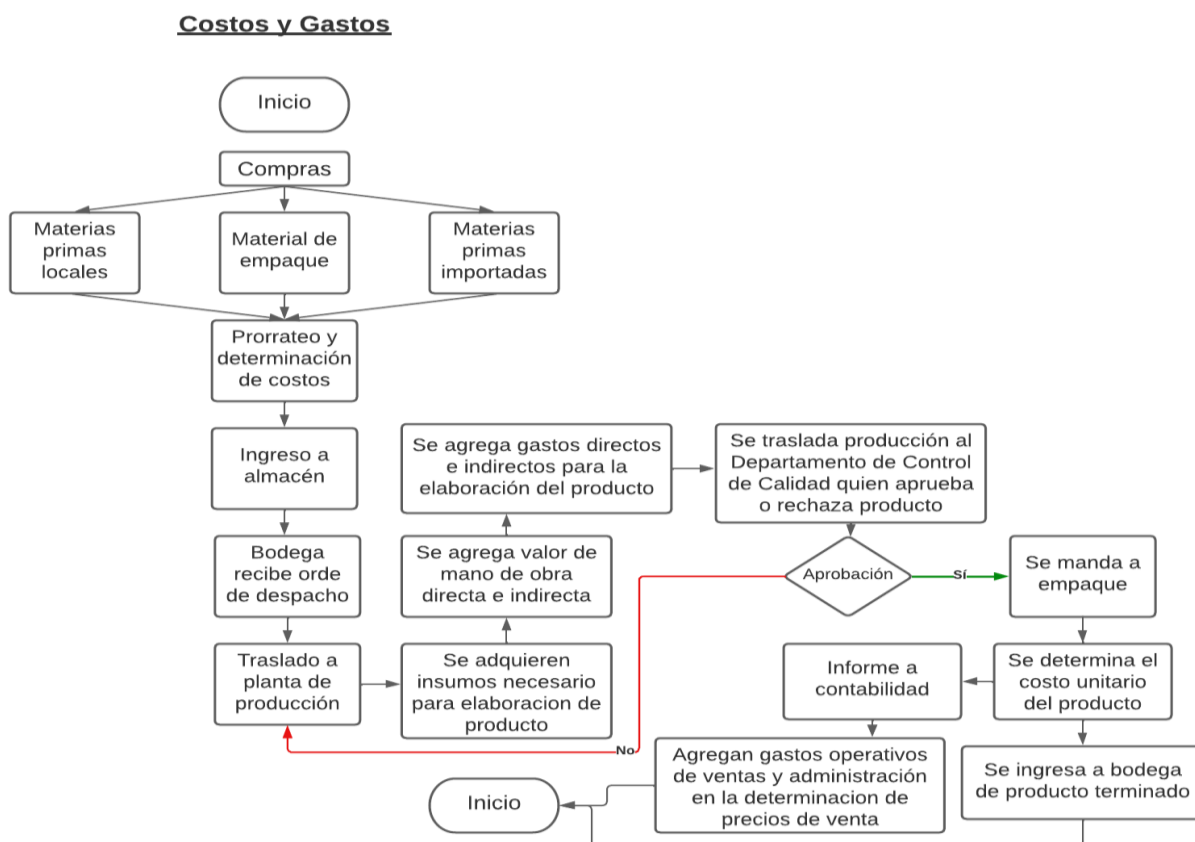 Costos y Gastos
Inicio
Compras
Materias
primas
locales
Material de
empaque
Materias
primas
importadas
Prorrateo y
determinación
de costos
Ingreso a
almacén
Bodega
recibe orde
de despacho
Traslado a
planta de
producción
Se adquieren
insumos necesario
para elaboracion de
producto
Se agrega valor de
mano de obra
directa e indirecta
Se agrega gastos directos
e indirectos para la
elaboración del producto
Se traslada producción al
Departamento de Control
de Calidad quien aprueba
o rechaza producto
Aprobación
No
Sí
Se manda a
empaque
Se determina el
costo unitario
del producto
Informe a
contabilidad
Agregan gastos operativos
de ventas y administración
en la determinacion de
precios de venta
Se ingresa a bodega
de producto terminado
Inicio